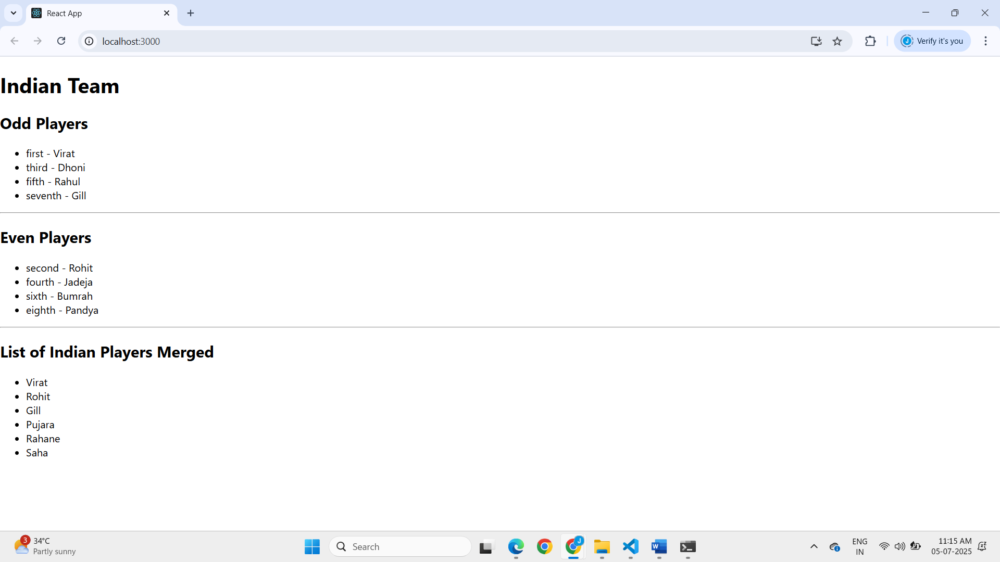 React App
localhost:3000
J
Verify it's you
Indian Team
Odd Players
first - Virat
third - Dhoni
fifth - Rahul
seventh - Gill
Even Players
second - Rohit
fourth - Jadeja
sixth - Bumrah
eighth - Pandya
List of Indian Players Merged
Virat
Rohit
Gill
Pujara
Rahane
Saha
3
34°C
Partly sunny
Search
J
W
ENG
IN
11:15 AM
05-07-2025